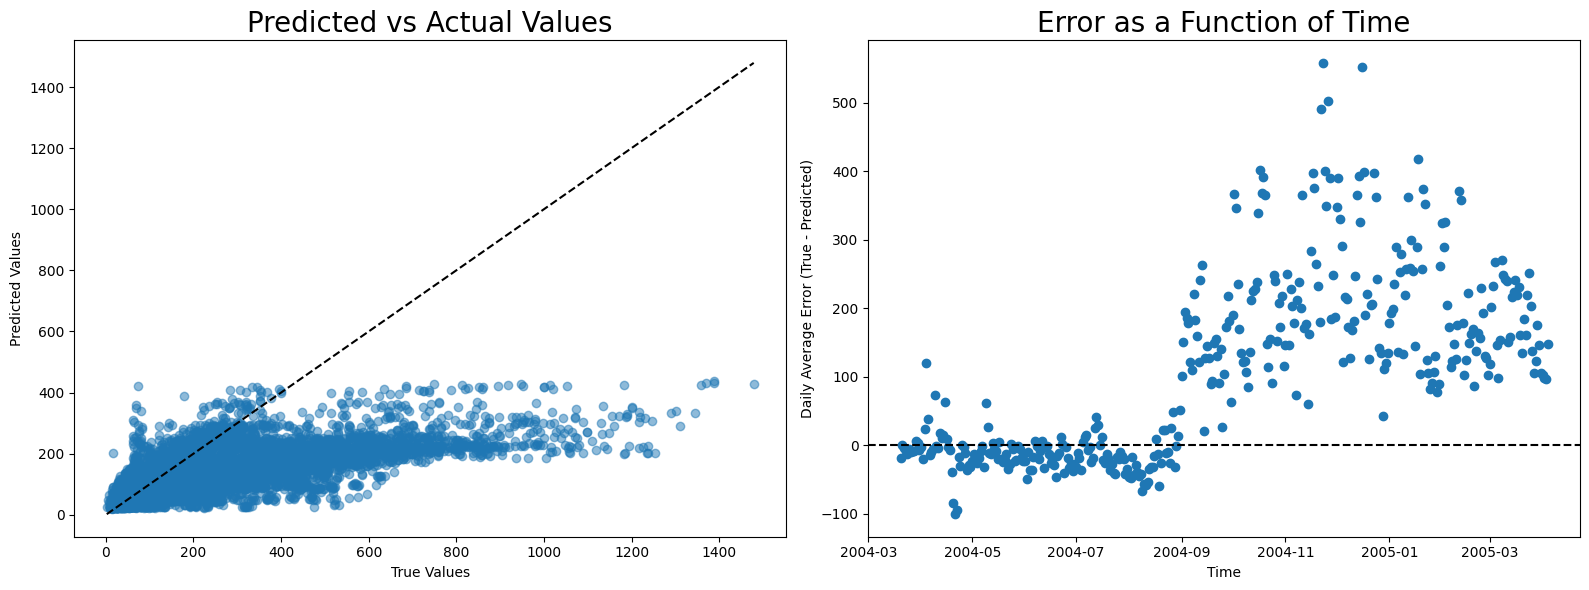 Predicted vs Actual Values
Predicted Values
1400
1200
1000
800
600
400
200
0
0 200 400 600 800 1000 1200 1400
True Values
Error as a Function of Time
Daily Average Error (True - Predicted)
500
400
300
200
100
0
−100
2004-03 2004-05 2004-07 2004-09 2004-11 2005-01 2005-03
Time